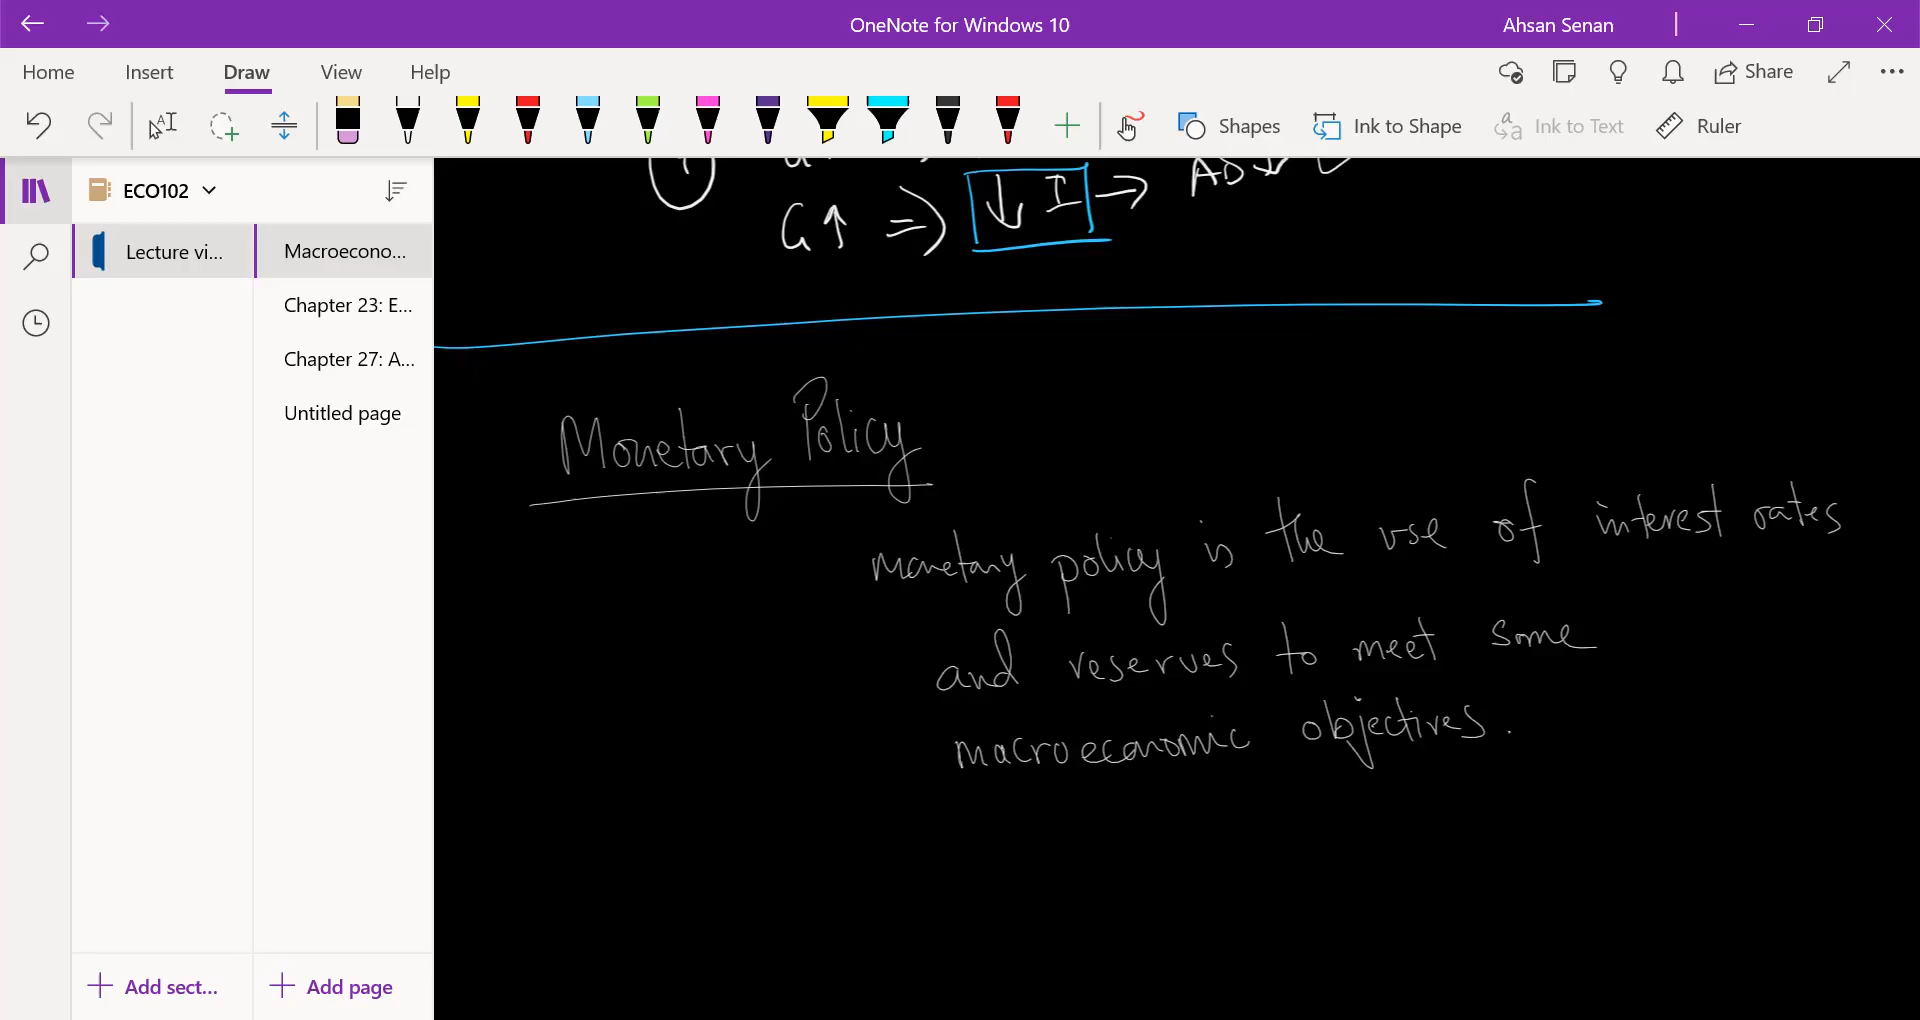 OneNote for Windows 10
Ahsan Senan
Home Insert Draw View Help
Share
Shapes
Ink to Shape
Ink to Text
Ruler
ECO102
Lecture vi...
Macroecono...
Chapter 23: E...
Chapter 27: A...
Untitled page
Add sect...
Add page
AD↓
G↑ ⇒ ↓ I →
Monetary Policy
monetary policy is the use of interest rates
and reserves to meet some
macroeconomic objectives.